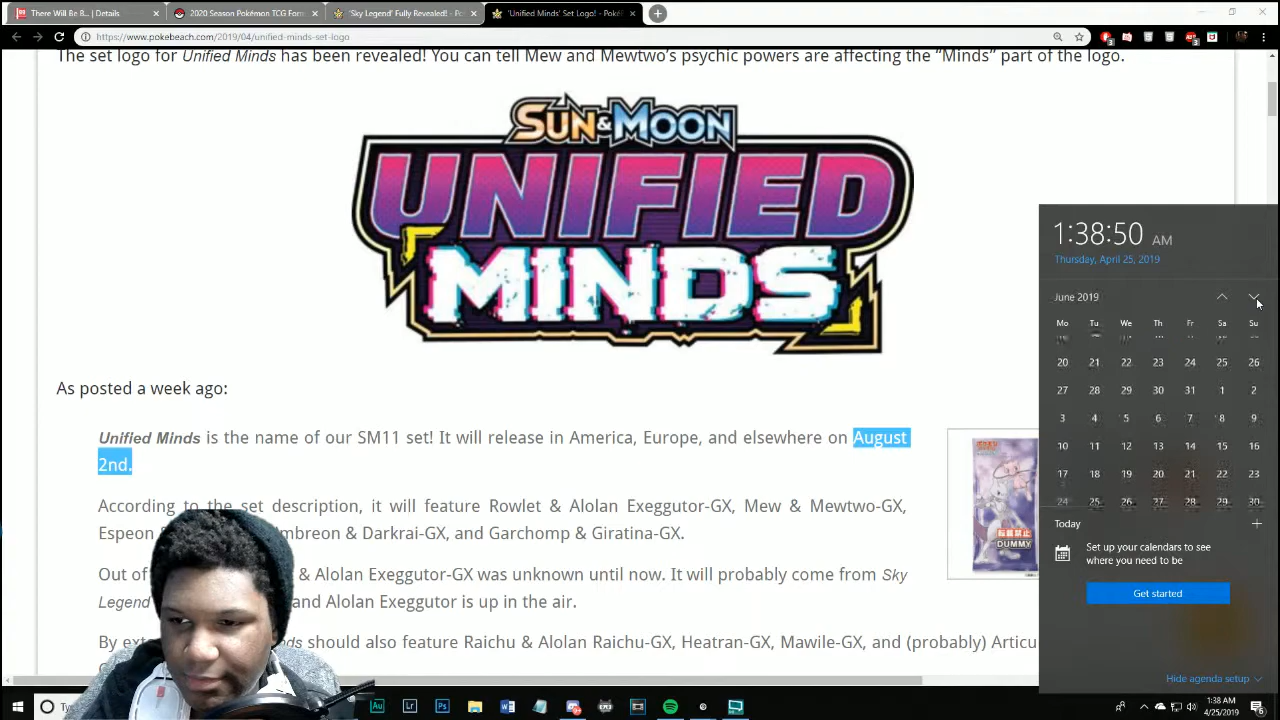 There Will Be 8... | Details
2020 Season Pokémon TCG Form
'Sky Legend' Fully Revealed! - Po
'Unified Minds' Set Logo! - Poké
https://www.pokebeach.com/2019/04/unified-minds-set-logo
The set logo for Unified Minds has been revealed! You can tell Mew and Mewtwo's psychic powers are affecting the “Minds” part of the logo.
SUN & MOON
UNIFIED
MINDS
As posted a week ago:
Unified Minds is the name of our SM11 set! It will release in America, Europe, and elsewhere on August
2nd.
According to the set description, it will feature Rowlet & Alolan Exeggutor-GX, Mew & Mewtwo-GX,
Espeon mbreon & Darkrai-GX, and Garchomp & Giratina-GX.
Out of & Alolan Exeggutor-GX was unknown until now. It will probably come from Sky
Legend and Alolan Exeggutor is up in the air.
By ex nds should also feature Raichu & Alolan Raichu-GX, Heatran-GX, Mawile-GX, and (probably) Articu
DUMMY
1:38:50 AM
Thursday, April 25, 2019
June 2019
Mo Tu We Th Fr Sa Su
20 21 22 23 24 25 26
27 28 29 30 31 1 2
3 4 5 6 7 8 9
10 11 12 13 14 15 16
17 18 19 20 21 22 23
24 25 26 27 28 29 30
Today
Set up your calendars to see
where you need to be
Get started
Hide agenda setup
1:38 AM
4/25/2019